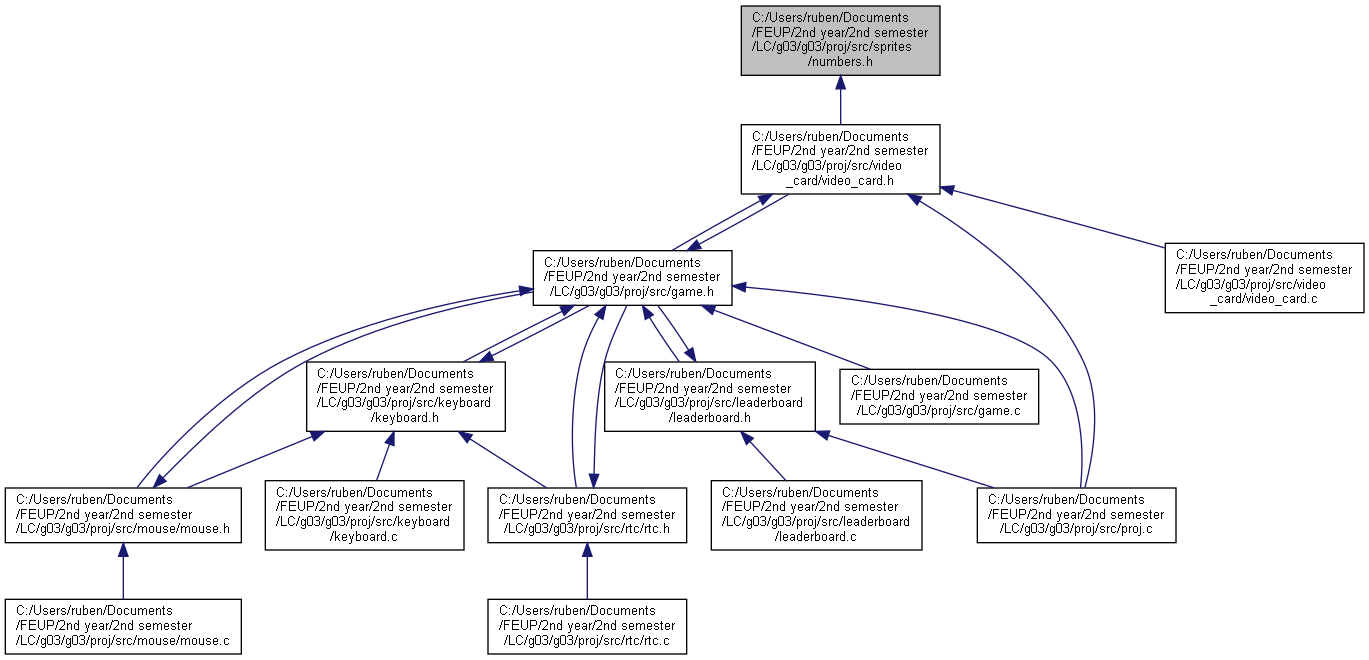 C:/Users/ruben/Documents
/FEUP/2nd year/2nd semester
/LC/g03/g03/proj/src/sprites
/numbers.h
C:/Users/ruben/Documents
/FEUP/2nd year/2nd semester
/LC/g03/g03/proj/src/video
_card/video_card.h
C:/Users/ruben/Documents
/FEUP/2nd year/2nd semester
/LC/g03/g03/proj/src/game.h
C:/Users/ruben/Documents
/FEUP/2nd year/2nd semester
/LC/g03/g03/proj/src/video
_card/video_card.c
C:/Users/ruben/Documents
/FEUP/2nd year/2nd semester
/LC/g03/g03/proj/src/keyboard
/keyboard.h
C:/Users/ruben/Documents
/FEUP/2nd year/2nd semester
/LC/g03/g03/proj/src/leaderboard
/leaderboard.h
C:/Users/ruben/Documents
/FEUP/2nd year/2nd semester
/LC/g03/g03/proj/src/game.c
C:/Users/ruben/Documents
/FEUP/2nd year/2nd semester
/LC/g03/g03/proj/src/mouse/mouse.h
C:/Users/ruben/Documents
/FEUP/2nd year/2nd semester
/LC/g03/g03/proj/src/keyboard
/keyboard.c
C:/Users/ruben/Documents
/FEUP/2nd year/2nd semester
/LC/g03/g03/proj/src/rtc/rtc.h
C:/Users/ruben/Documents
/FEUP/2nd year/2nd semester
/LC/g03/g03/proj/src/leaderboard
/leaderboard.c
C:/Users/ruben/Documents
/FEUP/2nd year/2nd semester
/LC/g03/g03/proj/src/proj.c
C:/Users/ruben/Documents
/FEUP/2nd year/2nd semester
/LC/g03/g03/proj/src/mouse/mouse.c
C:/Users/ruben/Documents
/FEUP/2nd year/2nd semester
/LC/g03/g03/proj/src/rtc/rtc.c